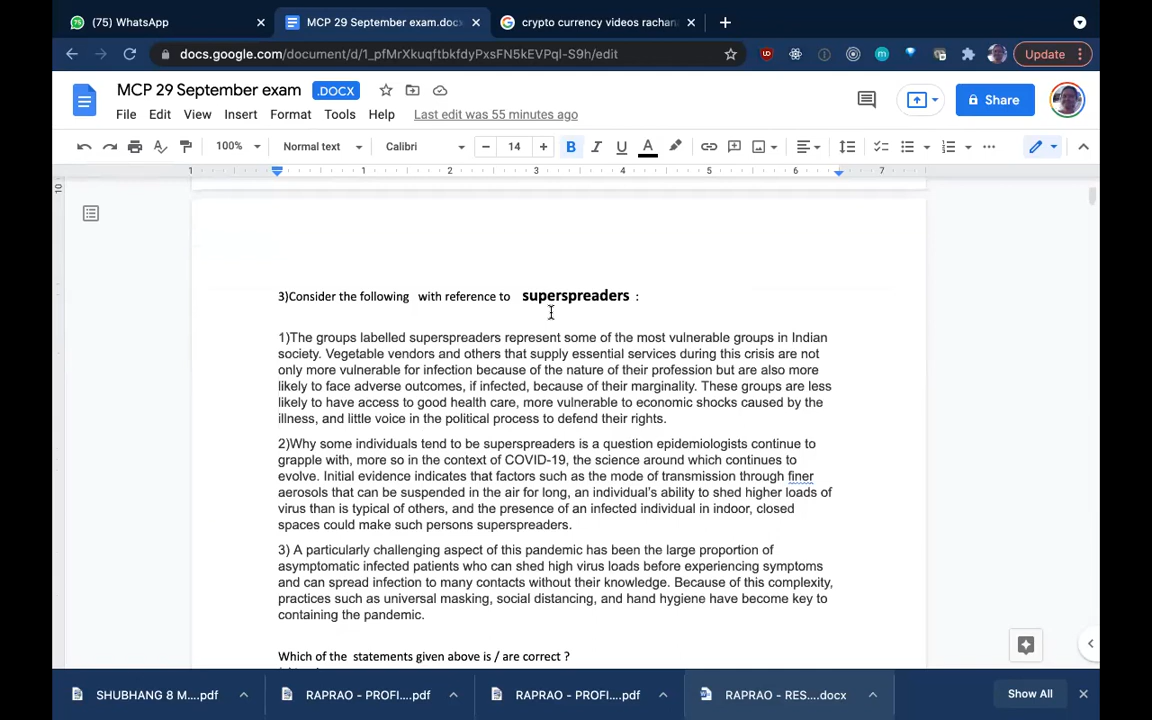 (75) WhatsApp
MCP 29 September exam.docx
crypto currency videos rachan
docs.google.com/document/d/1_pfMrXkuqftbkfdyPxsFN5kEVPql-S9h/edit
Update
MCP 29 September exam .DOCX
Share
File Edit View Insert Format Tools Help Last edit was 55 minutes ago
100% Normal text Calibri 14
1 1 2 3 4 5 6 7
3)Consider the following with reference to superspreaders :
1)The groups labelled superspreaders represent some of the most vulnerable groups in Indian
society. Vegetable vendors and others that supply essential services during this crisis are not
only more vulnerable for infection because of the nature of their profession but are also more
likely to face adverse outcomes, if infected, because of their marginality. These groups are less
likely to have access to good health care, more vulnerable to economic shocks caused by the
illness, and little voice in the political process to defend their rights.
2)Why some individuals tend to be superspreaders is a question epidemiologists continue to
grapple with, more so in the context of COVID-19, the science around which continues to
evolve. Initial evidence indicates that factors such as the mode of transmission through finer
aerosols that can be suspended in the air for long, an individual's ability to shed higher loads of
virus than is typical of others, and the presence of an infected individual in indoor, closed
spaces could make such persons superspreaders.
3) A particularly challenging aspect of this pandemic has been the large proportion of
asymptomatic infected patients who can shed high virus loads before experiencing symptoms
and can spread infection to many contacts without their knowledge. Because of this complexity,
practices such as universal masking, social distancing, and hand hygiene have become key to
containing the pandemic.
Which of the statements given above is / are correct ?
SHUBHANG 8 M....pdf
RAPRAO - PROFI....pdf
RAPRAO - PROFI....pdf
RAPRAO - RES....docx
Show All